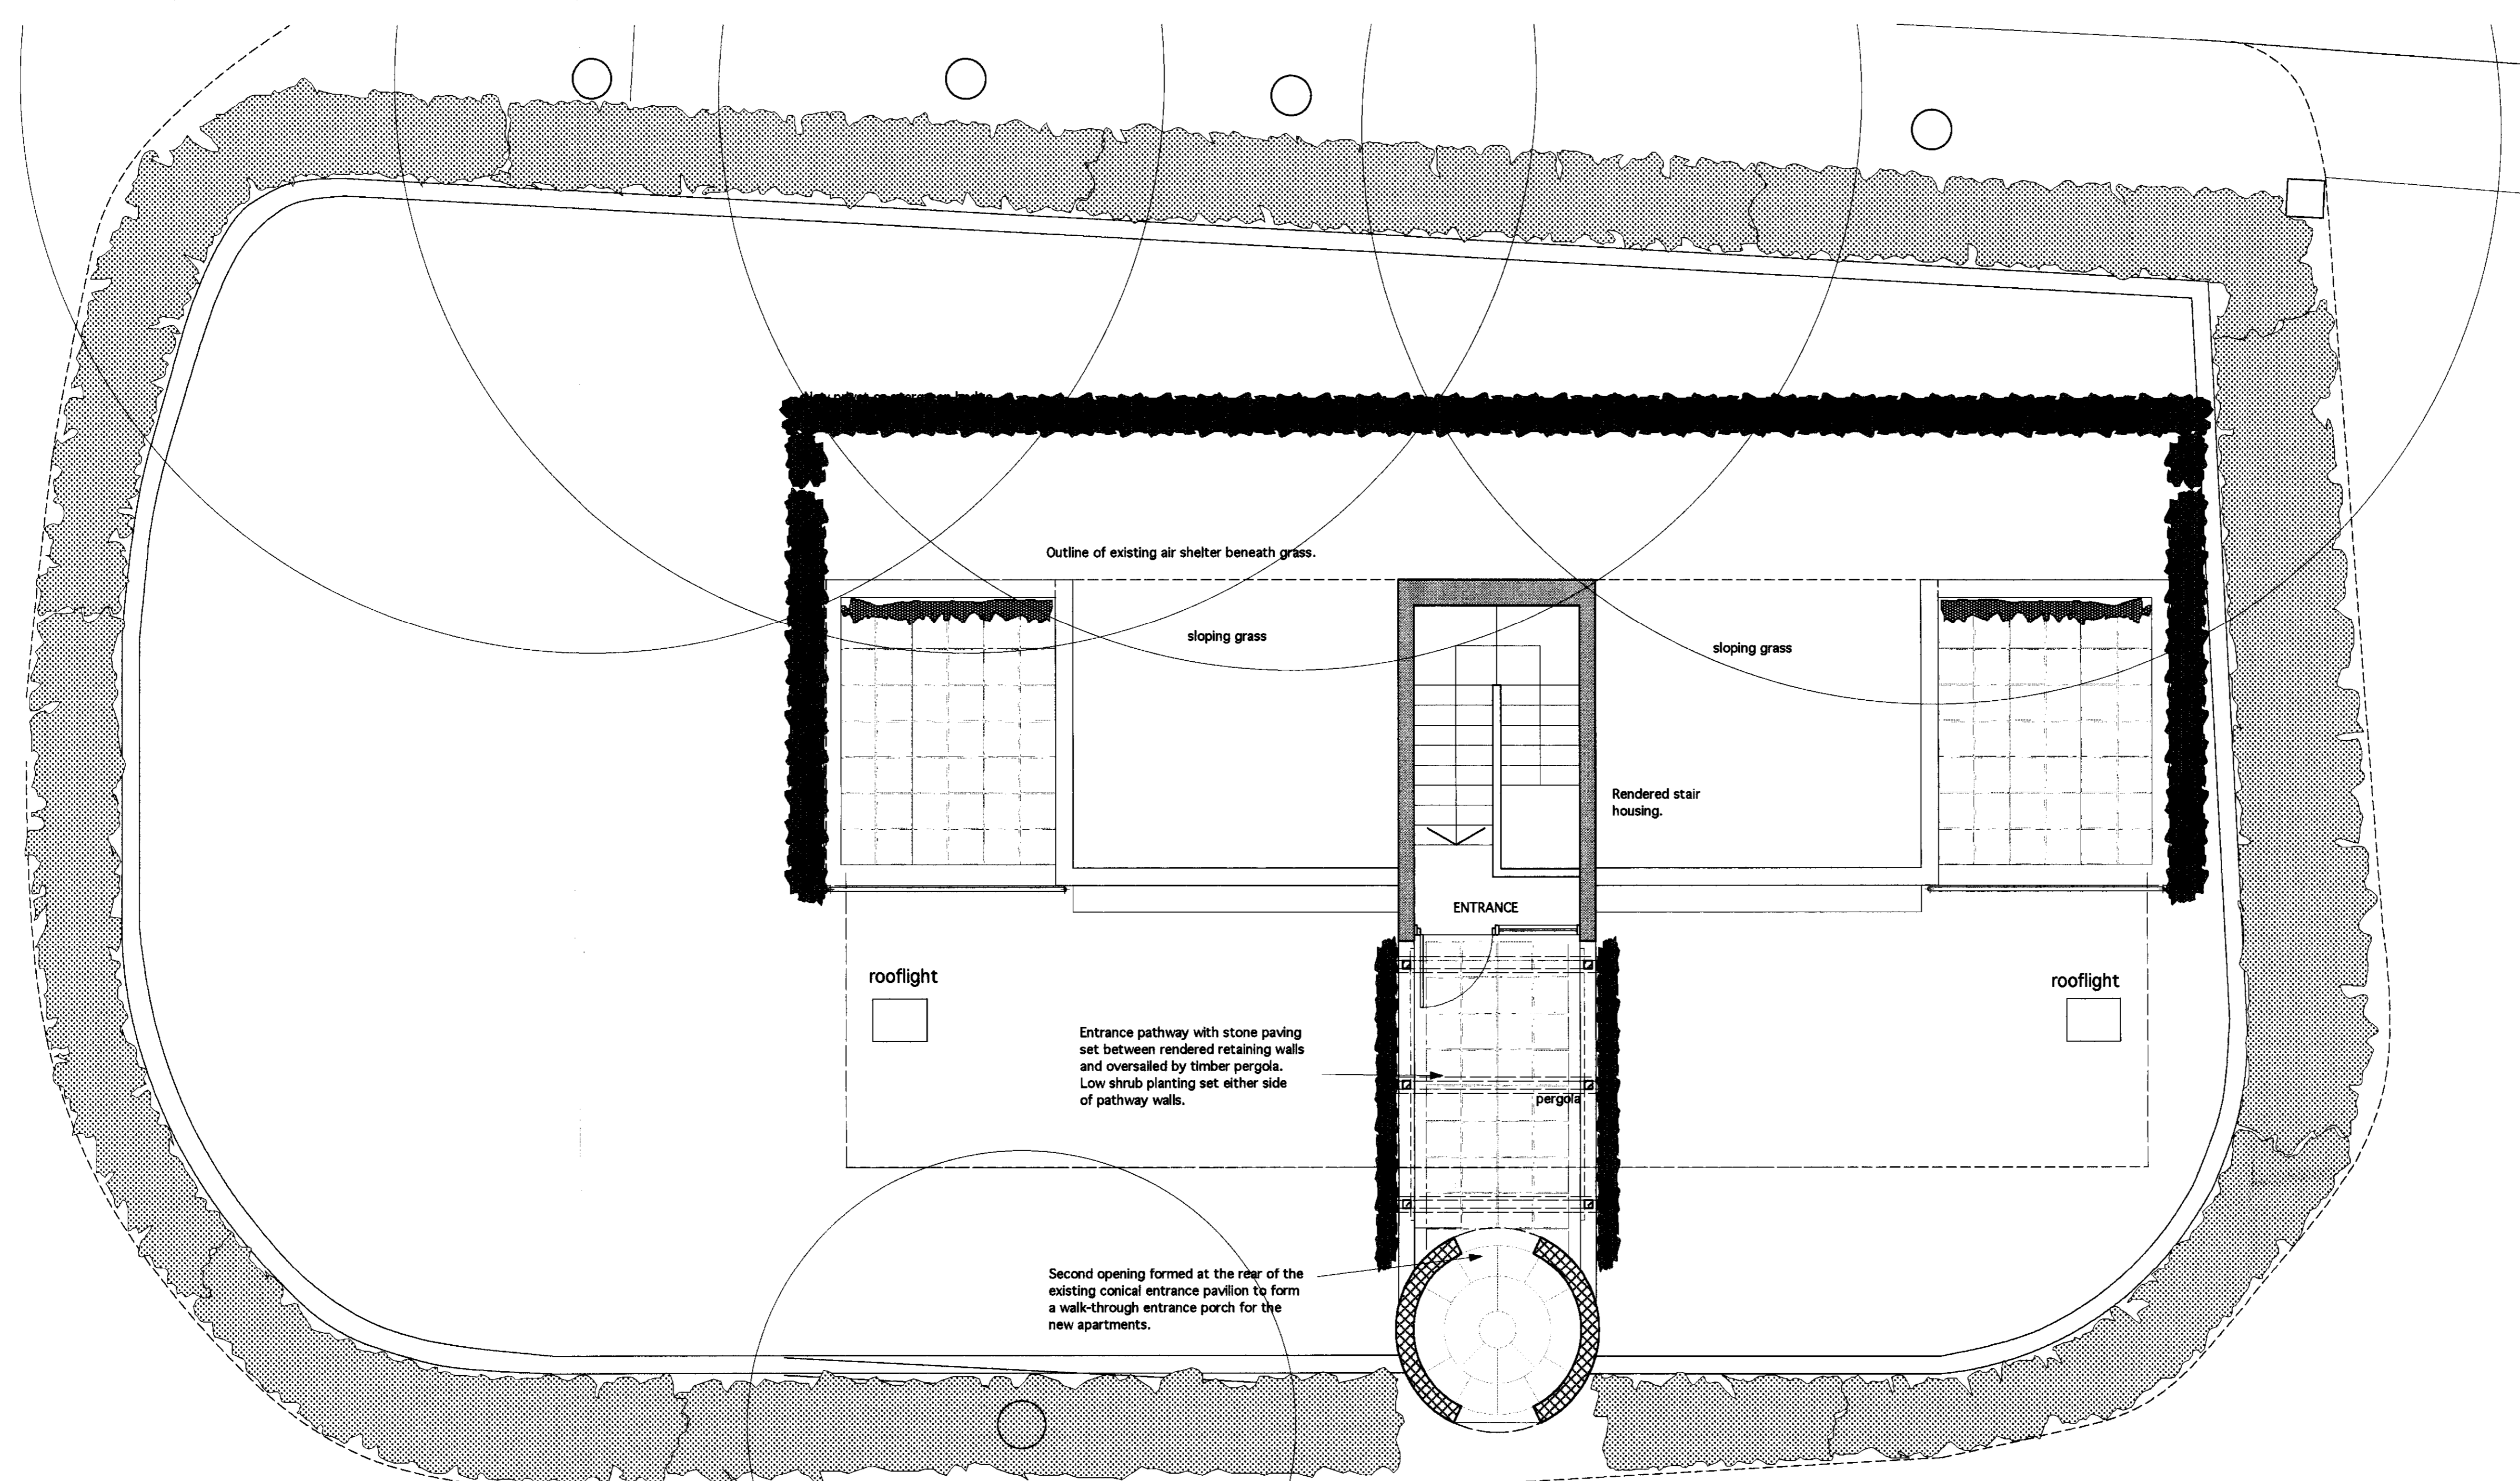 Outline of existing air shelter beneath grass.
sloping grass
sloping grass
Rendered stair
housing.
ENTRANCE
rooflight
rooflight
Entrance pathway with stone paving
set between rendered retaining walls
and oversailed by timber pergola.
Low shrub planting set either side
of pathway walls.
pergola
Second opening formed at the rear of the
existing conical entrance pavilion to form
a walk-through entrance porch for the
new apartments.